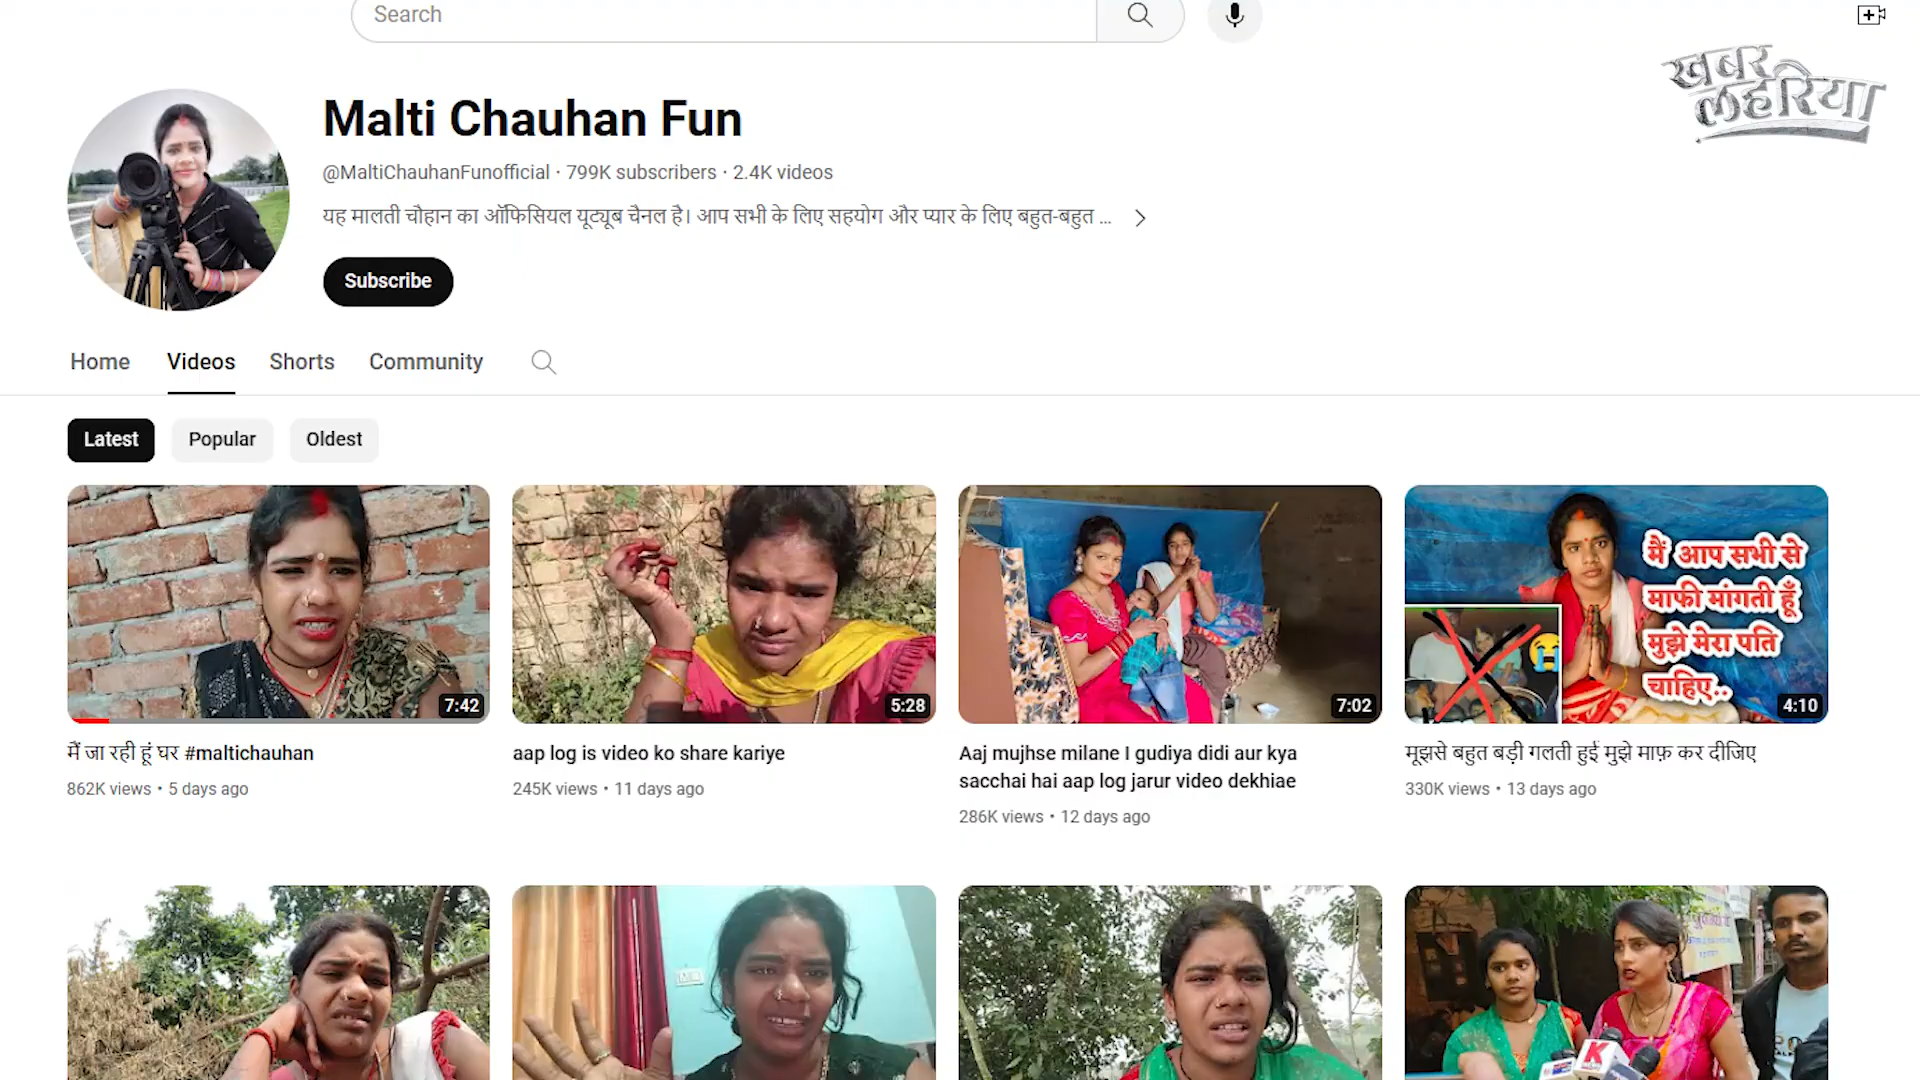 Search
खबर
लहरिया
Malti Chauhan Fun
@MaltiChauhanFunofficial · 799K subscribers · 2.4K videos
यह मालती चौहान का ऑफिसियल यूट्यूब चैनल है। आप सभी के लिए सहयोग और प्यार के लिए बहुत-बहुत ...
Subscribe
Home Videos Shorts Community
Latest Popular Oldest
7:42
5:28
7:02
मैं आप सभी से
माफी मांगती हूँ
मुझे मेरा पति
चाहिए..
4:10
मैं जा रही हूं घर #maltichauhan
862K views • 5 days ago
aap log is video ko share kariye
245K views • 11 days ago
Aaj mujhse milane I gudiya didi aur kya
sacchai hai aap log jarur video dekhiae
286K views • 12 days ago
मूझसे बहुत बड़ी गलती हुई मुझे माफ़ कर दीजिए
330K views • 13 days ago
K